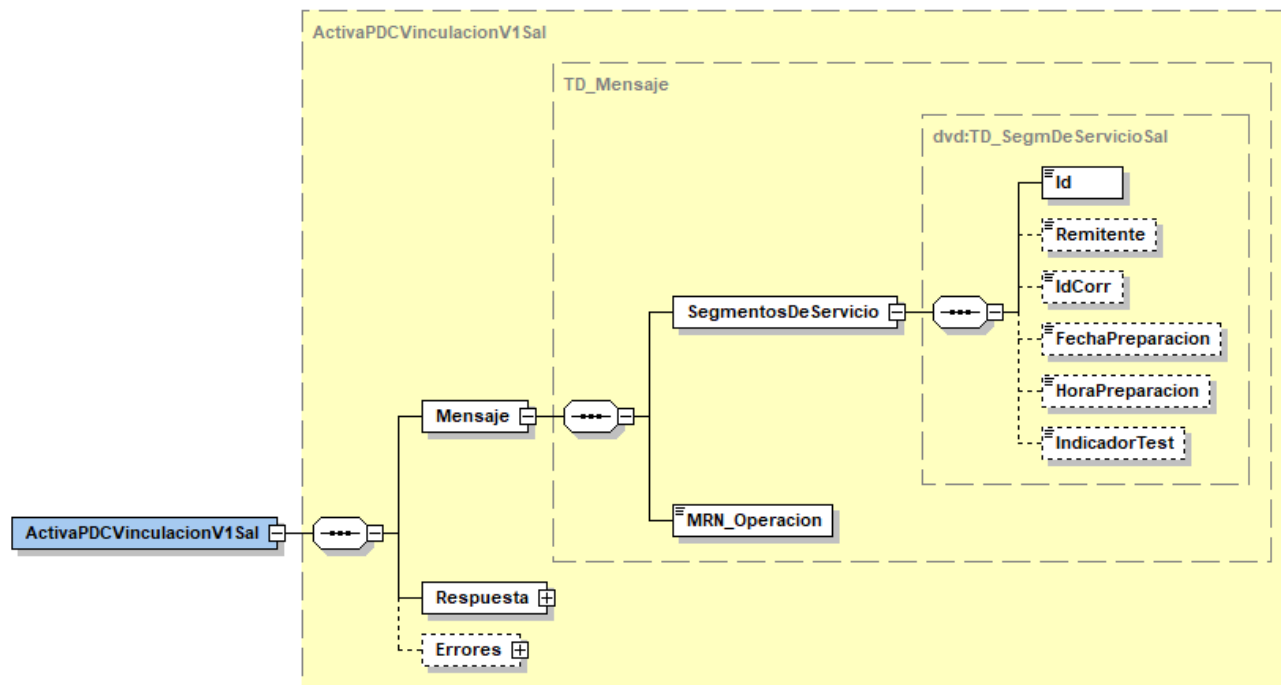 ActivaPDCVinculacionV1Sal
TD_Mensaje
dvd:TD_SegmDeServicioSal
Id
Remitente
IdCorr
SegmentosDeServicio
FechaPreparacion
HoraPreparacion
Mensaje
IndicadorTest
MRN_Operacion
ActivaPDCVinculacionV1Sal
Respuesta
Errores